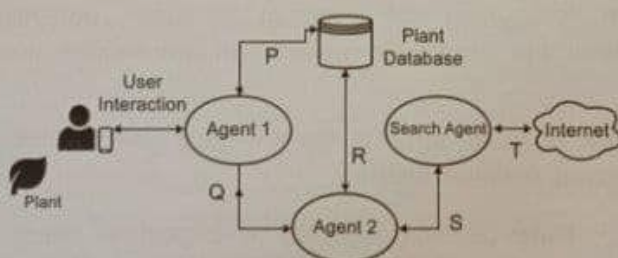 P
Plant
Database
User
Interaction
Agent 1
Search Agent
Internet
T
R
Plant
Q
Agent 2
S